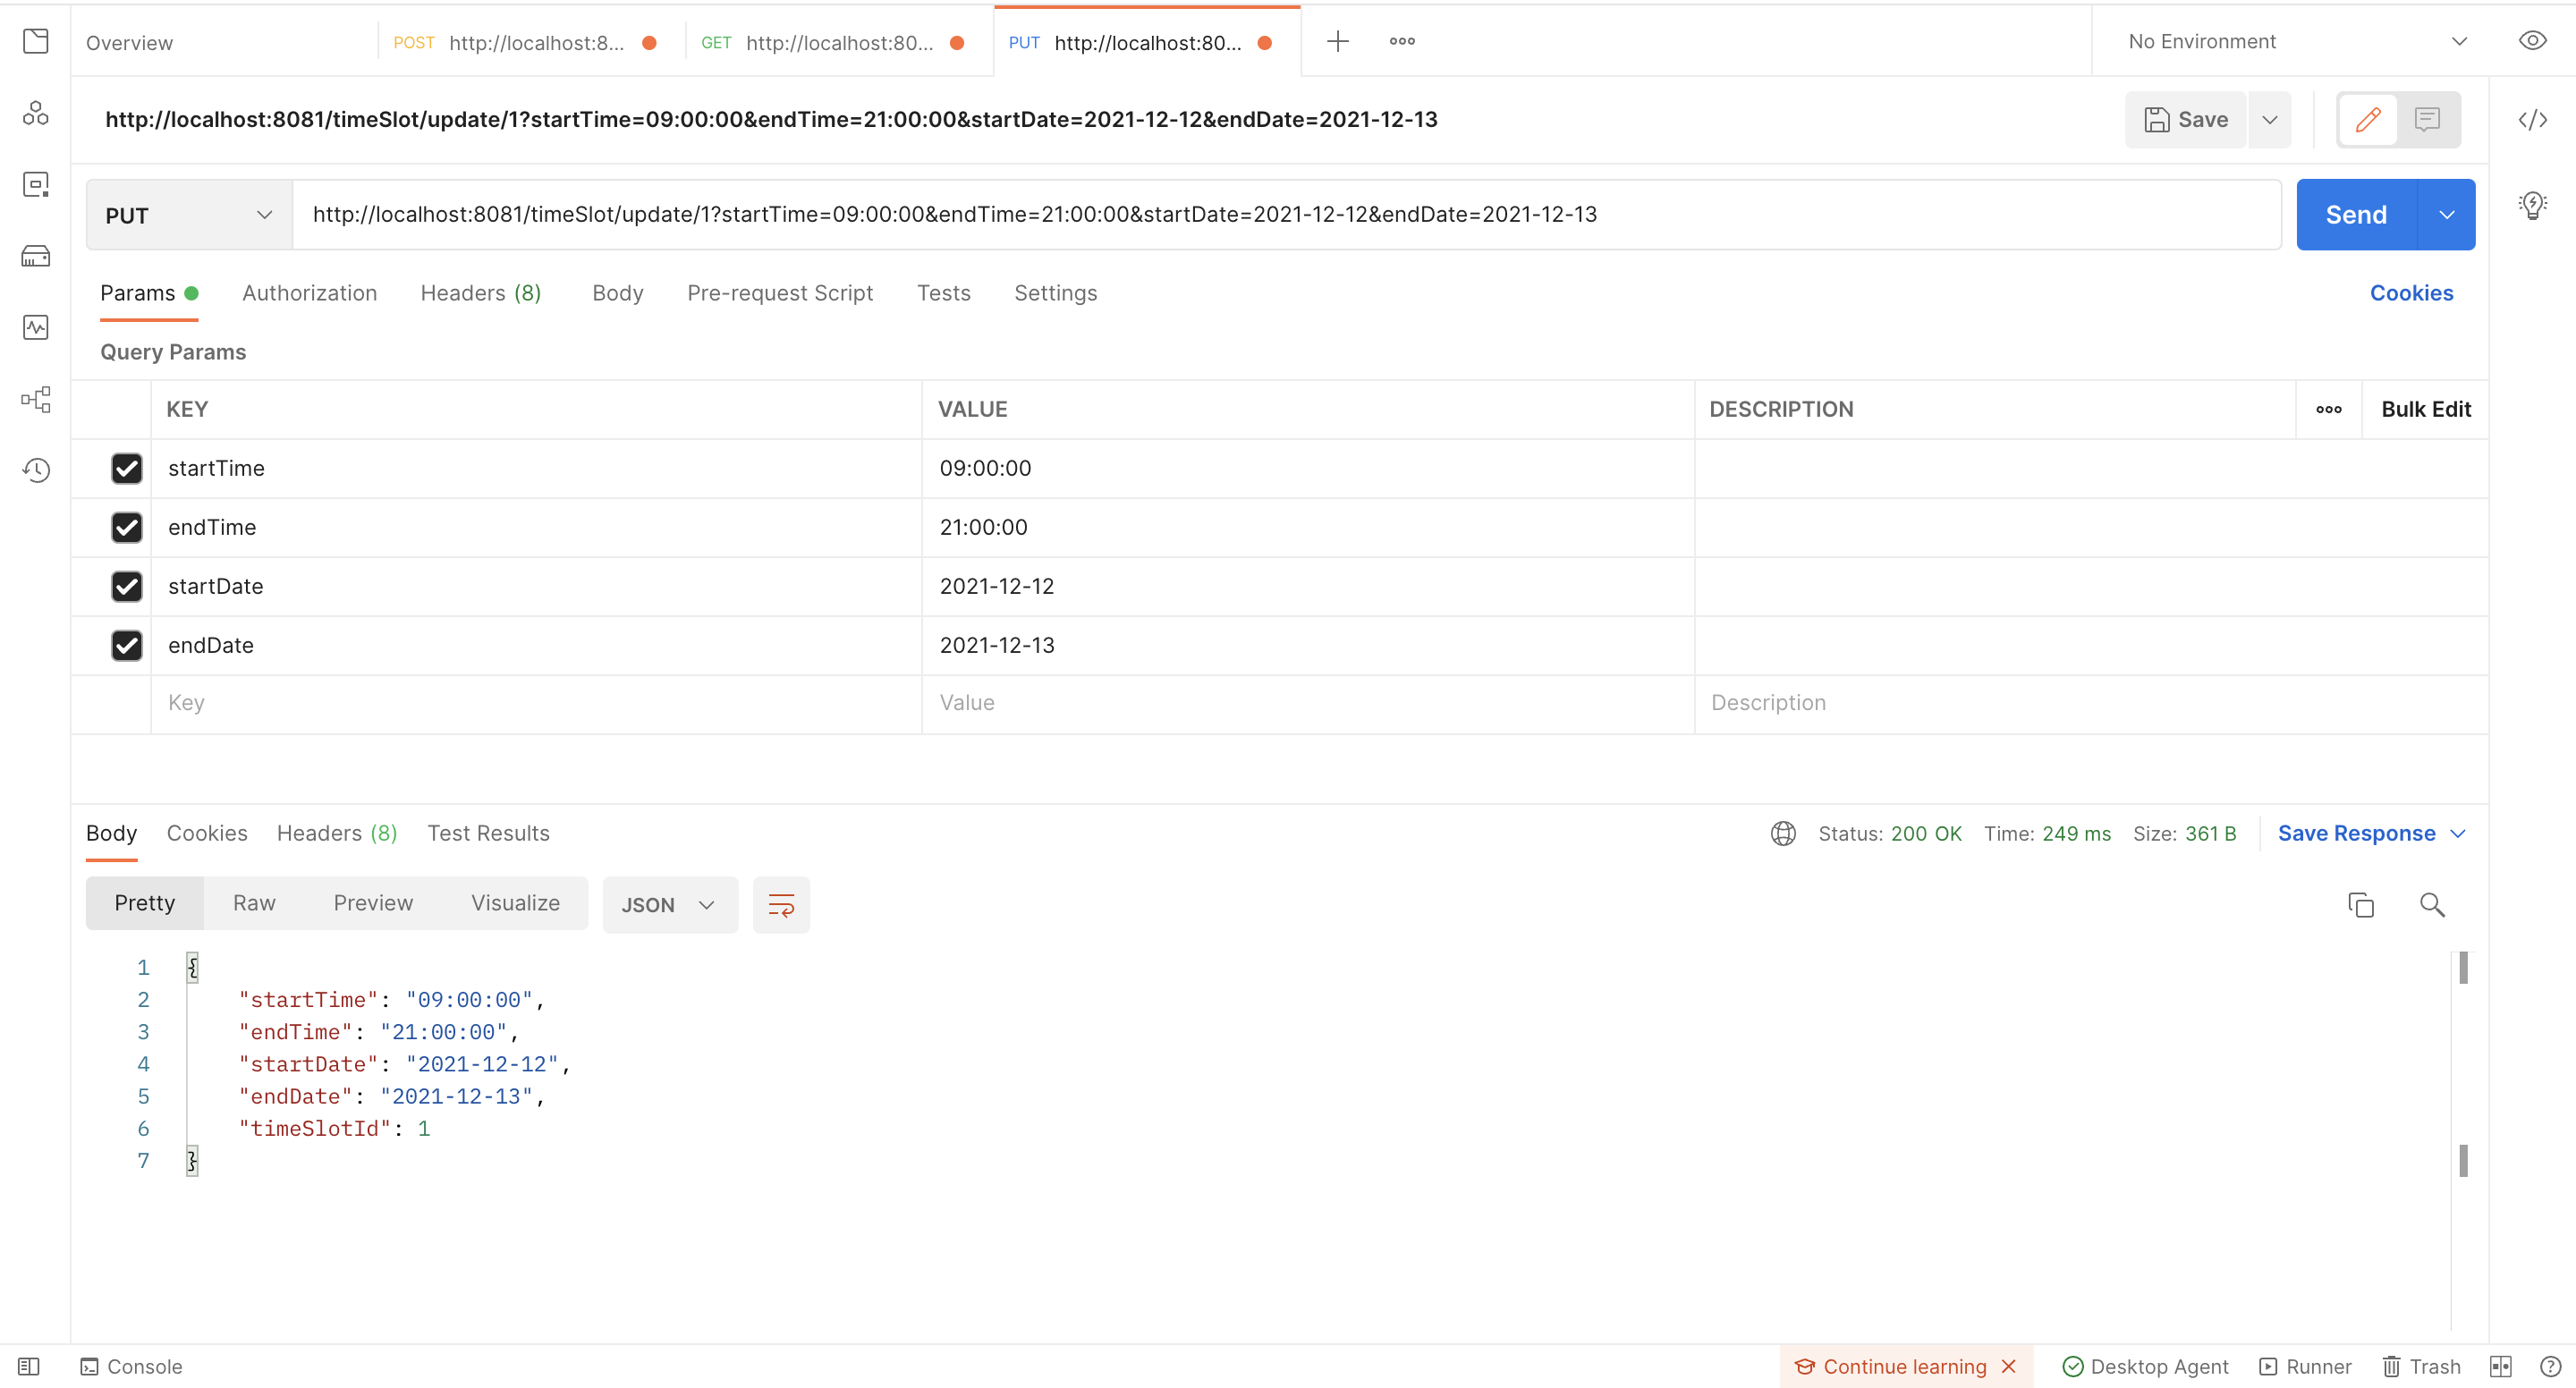 Overview POST http://localhost:8... GET http://localhost:80... PUT http://localhost:80... No Environment
http://localhost:8081/timeSlot/update/1?startTime=09:00:00&endTime=21:00:00&startDate=2021-12-12&endDate=2021-12-13 Save
PUT http://localhost:8081/timeSlot/update/1?startTime=09:00:00&endTime=21:00:00&startDate=2021-12-12&endDate=2021-12-13 Send
Params Authorization Headers (8) Body Pre-request Script Tests Settings Cookies
Query Params
KEY VALUE DESCRIPTION Bulk Edit
startTime 09:00:00
endTime 21:00:00
startDate 2021-12-12
endDate 2021-12-13
Key Value Description
Body Cookies Headers (8) Test Results Status: 200 OK Time: 249 ms Size: 361 B Save Response
Pretty Raw Preview Visualize JSON
1 {
2 "startTime": "09:00:00",
3 "endTime": "21:00:00",
4 "startDate": "2021-12-12",
5 "endDate": "2021-12-13",
6 "timeSlotId": 1
7 }
Console Continue learning Desktop Agent Runner Trash